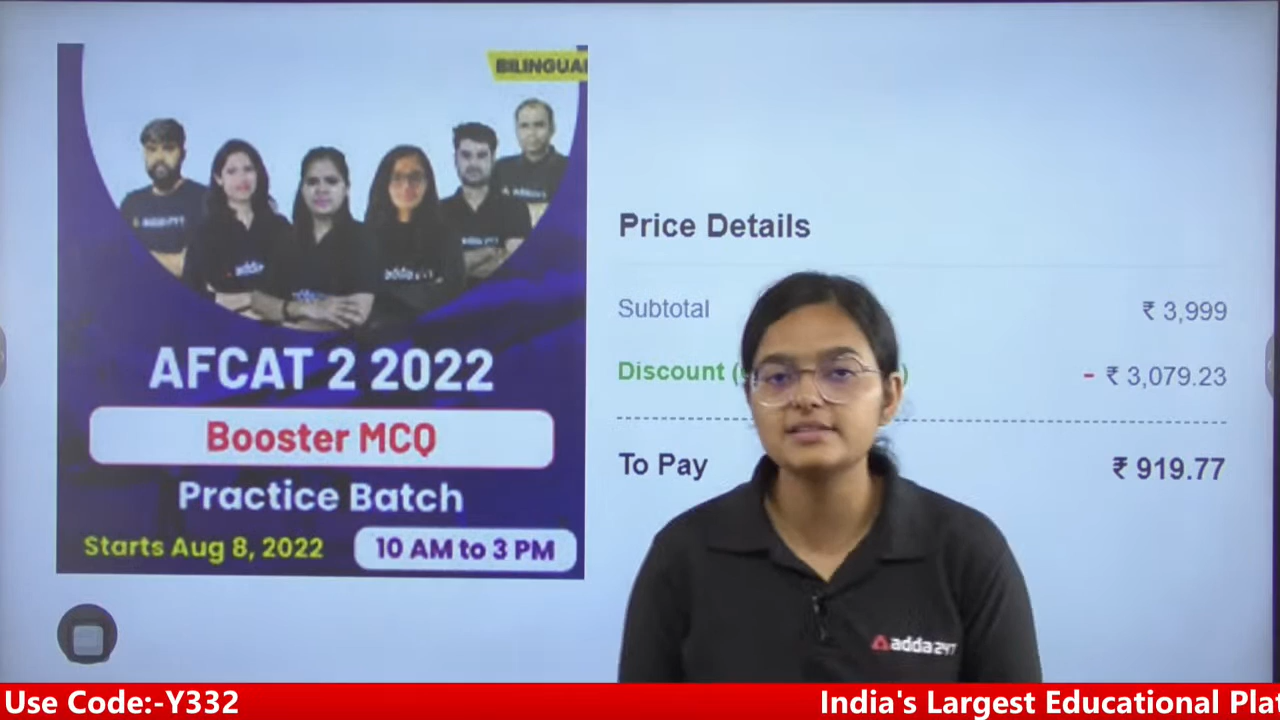 BILINGUAL
AFCAT 2 2022
Booster MCQ
Practice Batch
Starts Aug 8, 2022
10 AM to 3 PM
Price Details
Subtotal
₹ 3,999
Discount (
)
- ₹ 3,079.23
To Pay
₹ 919.77
adda247
Use Code:-Y332
India's Largest Educational Plat